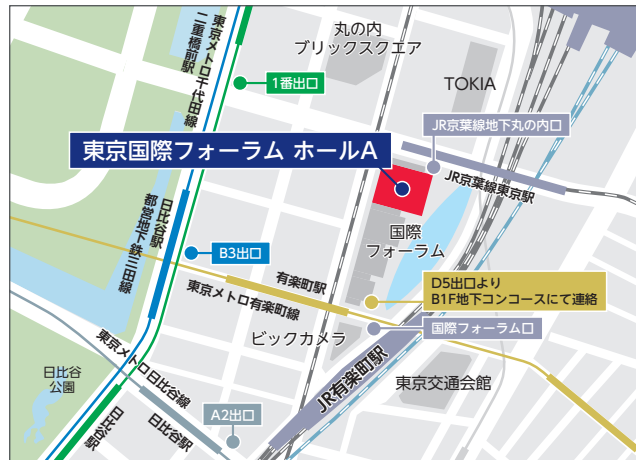 東京メトロ千代田線
二重橋前駅
丸の内
ブリックスクエア
1番出口
TOKIA
JR京葉線地下丸の内口
東京国際フォーラム ホールA
JR京葉線東京駅
日比谷駅
都営地下鉄三田線
国際
フォーラム
B3出口
有楽町駅
東京メトロ有楽町線
D5出口より
B1F地下コンコースにて連絡
ビックカメラ
国際フォーラム口
東京メトロ日比谷線
JR有楽町駅
日比谷
公園
東京交通会館
A2出口
日比谷駅
日比谷駅